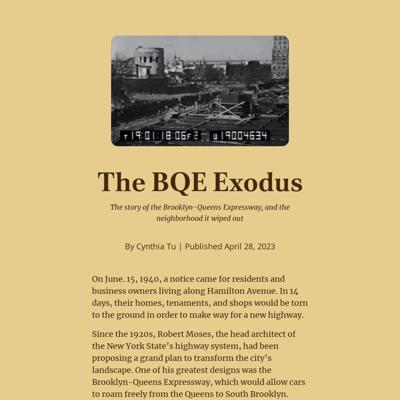 T 19:01:18:06F2 U 19004634
The BQE Exodus
The story of the Brooklyn-Queens Expressway, and the
neighborhood it wiped out
By Cynthia Tu | Published April 28, 2023
On June. 15, 1940, a notice came for residents and
business owners living along Hamilton Avenue. In 14
days, their homes, tenaments, and shops would be torn
to the ground in order to make way for a new highway.
Since the 1920s, Robert Moses, the head architect of
the New York State's highway system, had been
proposing a grand plan to transform the city's
landscape. One of his greatest designs was the
Brooklyn-Queens Expressway, which would allow cars
to roam freely from the Queens to South Brooklyn.